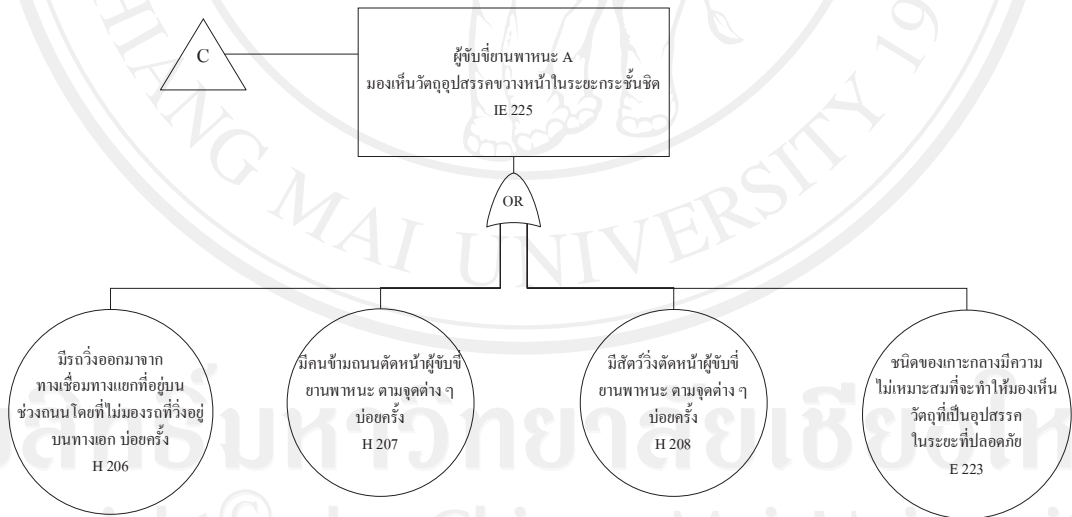 C
ผู้ขับขี่ยานพาหนะ A
มองเห็นวัตถุอุปสรรคขวางหน้าในระยะกระชั้นชิด
IE 225
OR
มีรถวิ่งออกมาจาก
ทางเชื่อมทางแยกที่อยู่บน
ช่วงถนนโดยที่ไม่มองรถที่วิ่งอยู่
บนทางเอก บ่อยครั้ง
H 206
มีคนข้ามถนนตัดหน้าผู้ขับขี่
ยานพาหนะ ตามจุดต่าง ๆ
บ่อยครั้ง
H 207
มีสัตว์วิ่งตัดหน้าผู้ขับขี่
ยานพาหนะ ตามจุดต่าง ๆ
บ่อยครั้ง
H 208
ชนิดของเกาะกลางมีความ
ไม่เหมาะสมที่จะทำให้มองเห็น
วัตถุที่เป็นอุปสรรค
ในระยะที่ปลอดภัย
E 223
CHIANG MAI UNIVERSITY 19